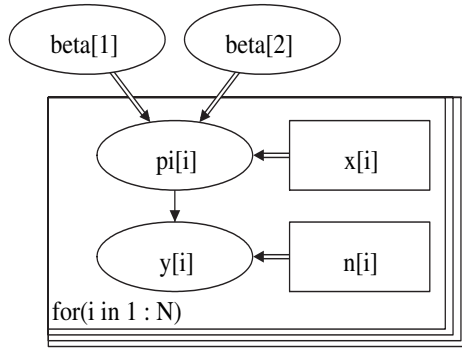 beta[1] beta[2]
pi[i] x[i]
y[i] n[i]
for(i in 1 : N)